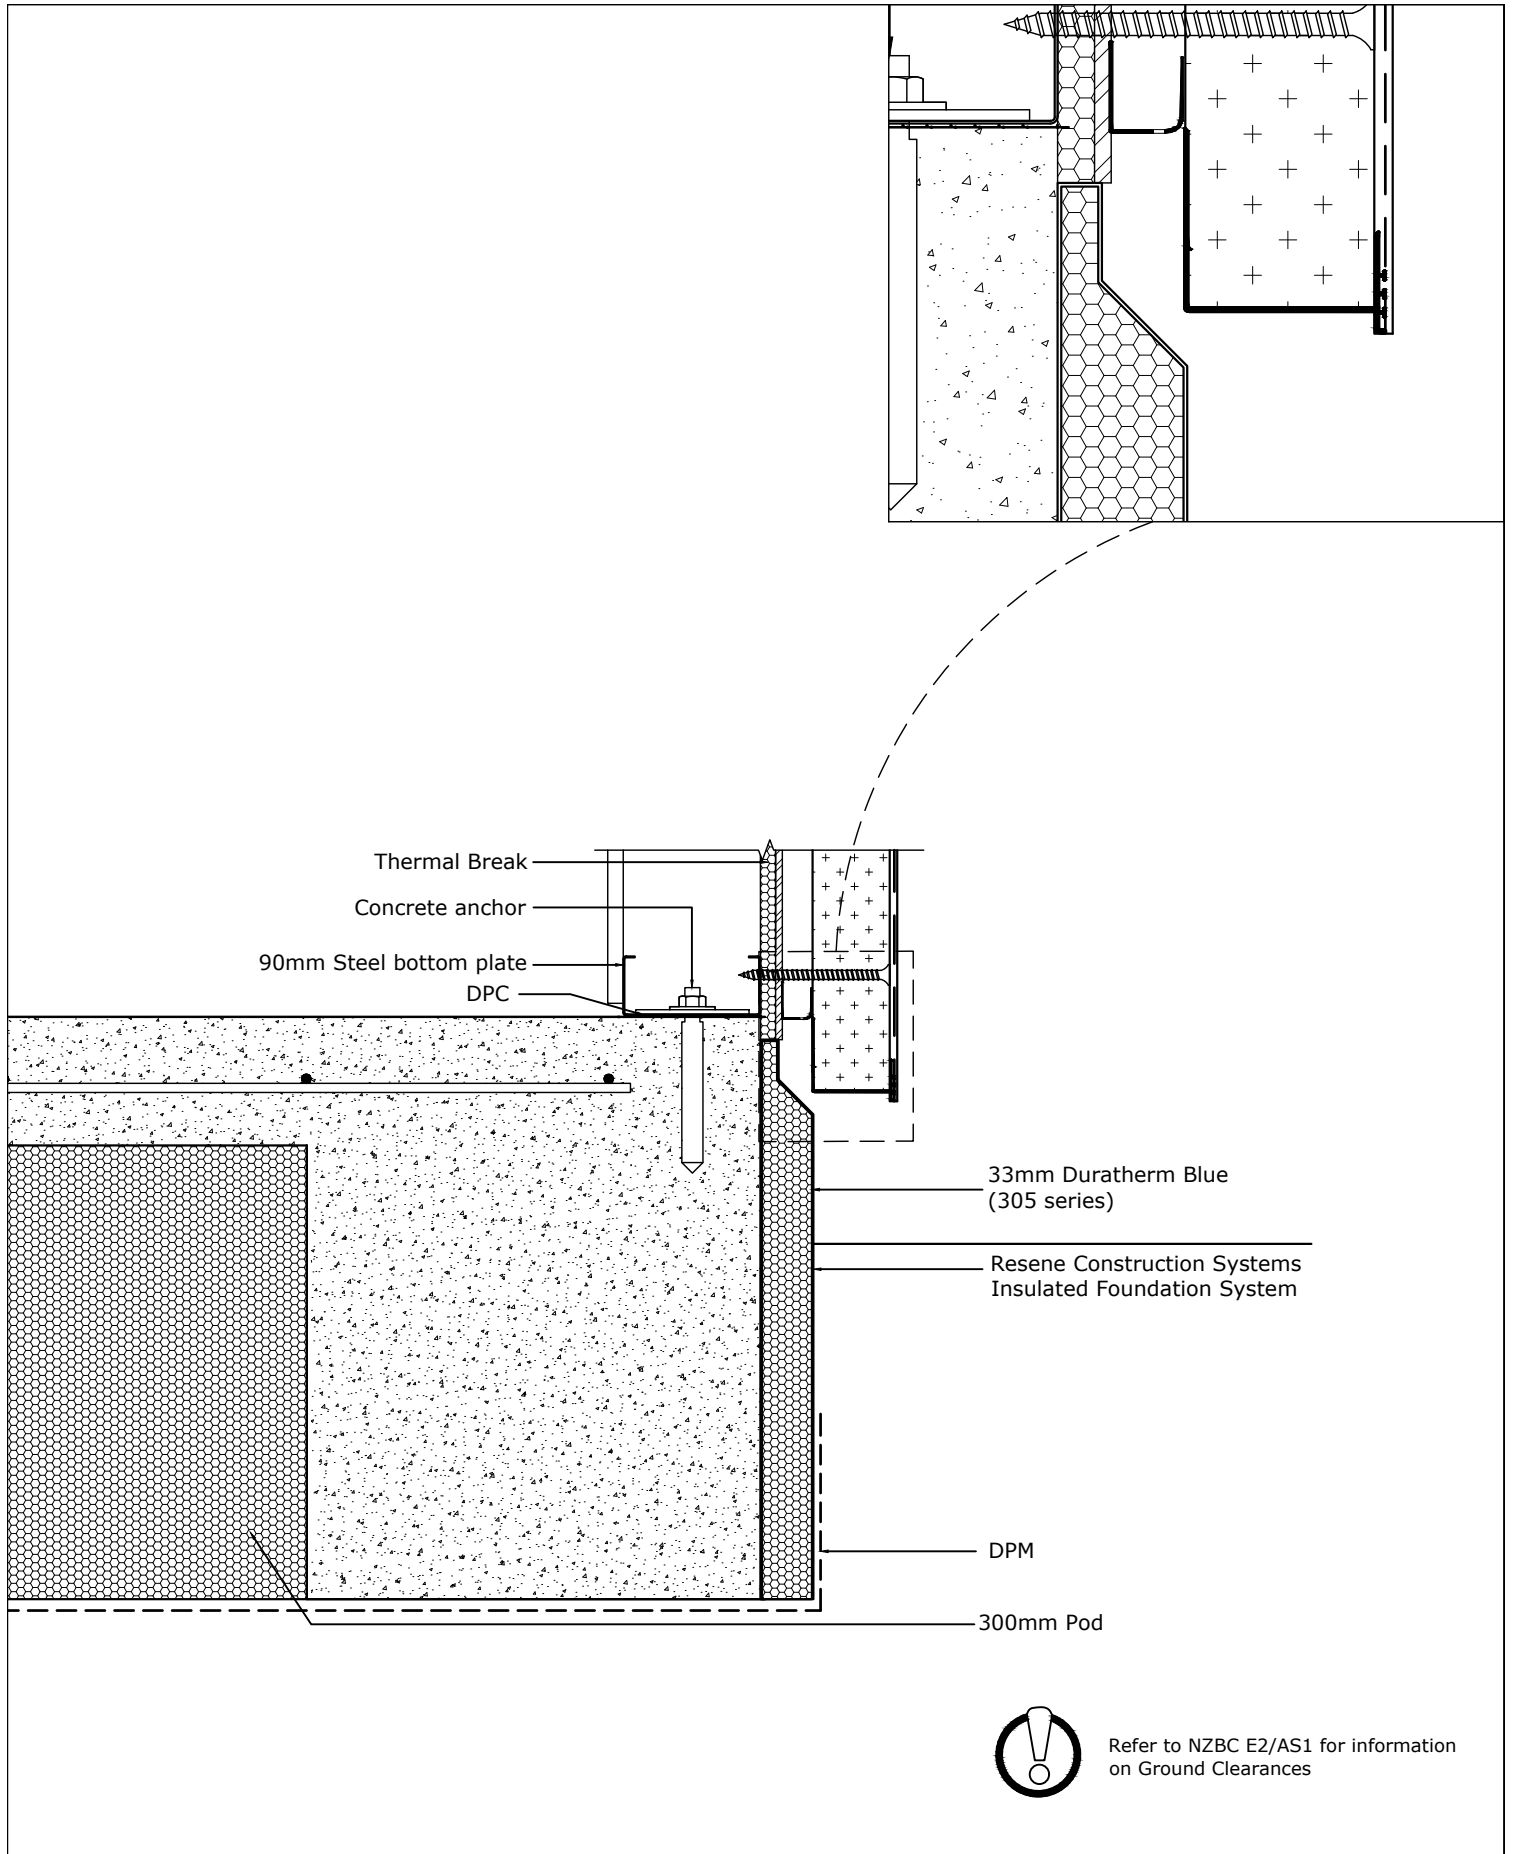 Thermal Break
Concrete anchor
90mm Steel bottom plate
DPC
33mm Duratherm Blue
(305 series)
Resene Construction Systems
Insulated Foundation System
DPM
300mm Pod
Refer to NZBC E2/AS1 for information
on Ground Clearances